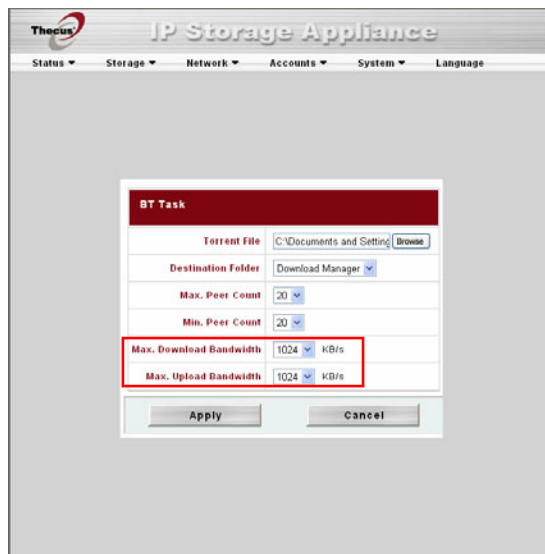 Thecus
IP Storage Appliance
Status Storage Network Accounts System Language
BT Task
Torrent File C:\Documents and Setting Browse
Destination Folder Download Manager
Max. Peer Count 20
Min. Peer Count 20
Max. Download Bandwidth 1024 KB/s
Max. Upload Bandwidth 1024 KB/s
Apply Cancel